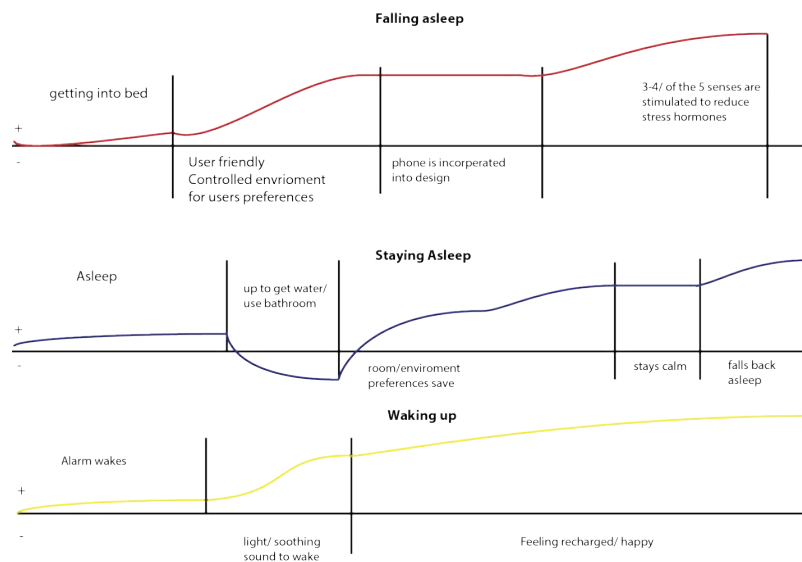 Falling asleep
getting into bed
+
-
User friendly
Controlled envrioment
for users preferences
phone is incorperated
into design
3-4/ of the 5 senses are
stimulated to reduce
stress hormones
Staying Asleep
Asleep
+
-
up to get water/
use bathroom
room/enviroment
preferences save
stays calm
falls back
asleep
Waking up
Alarm wakes
+
-
light/ soothing
sound to wake
Feeling recharged/ happy